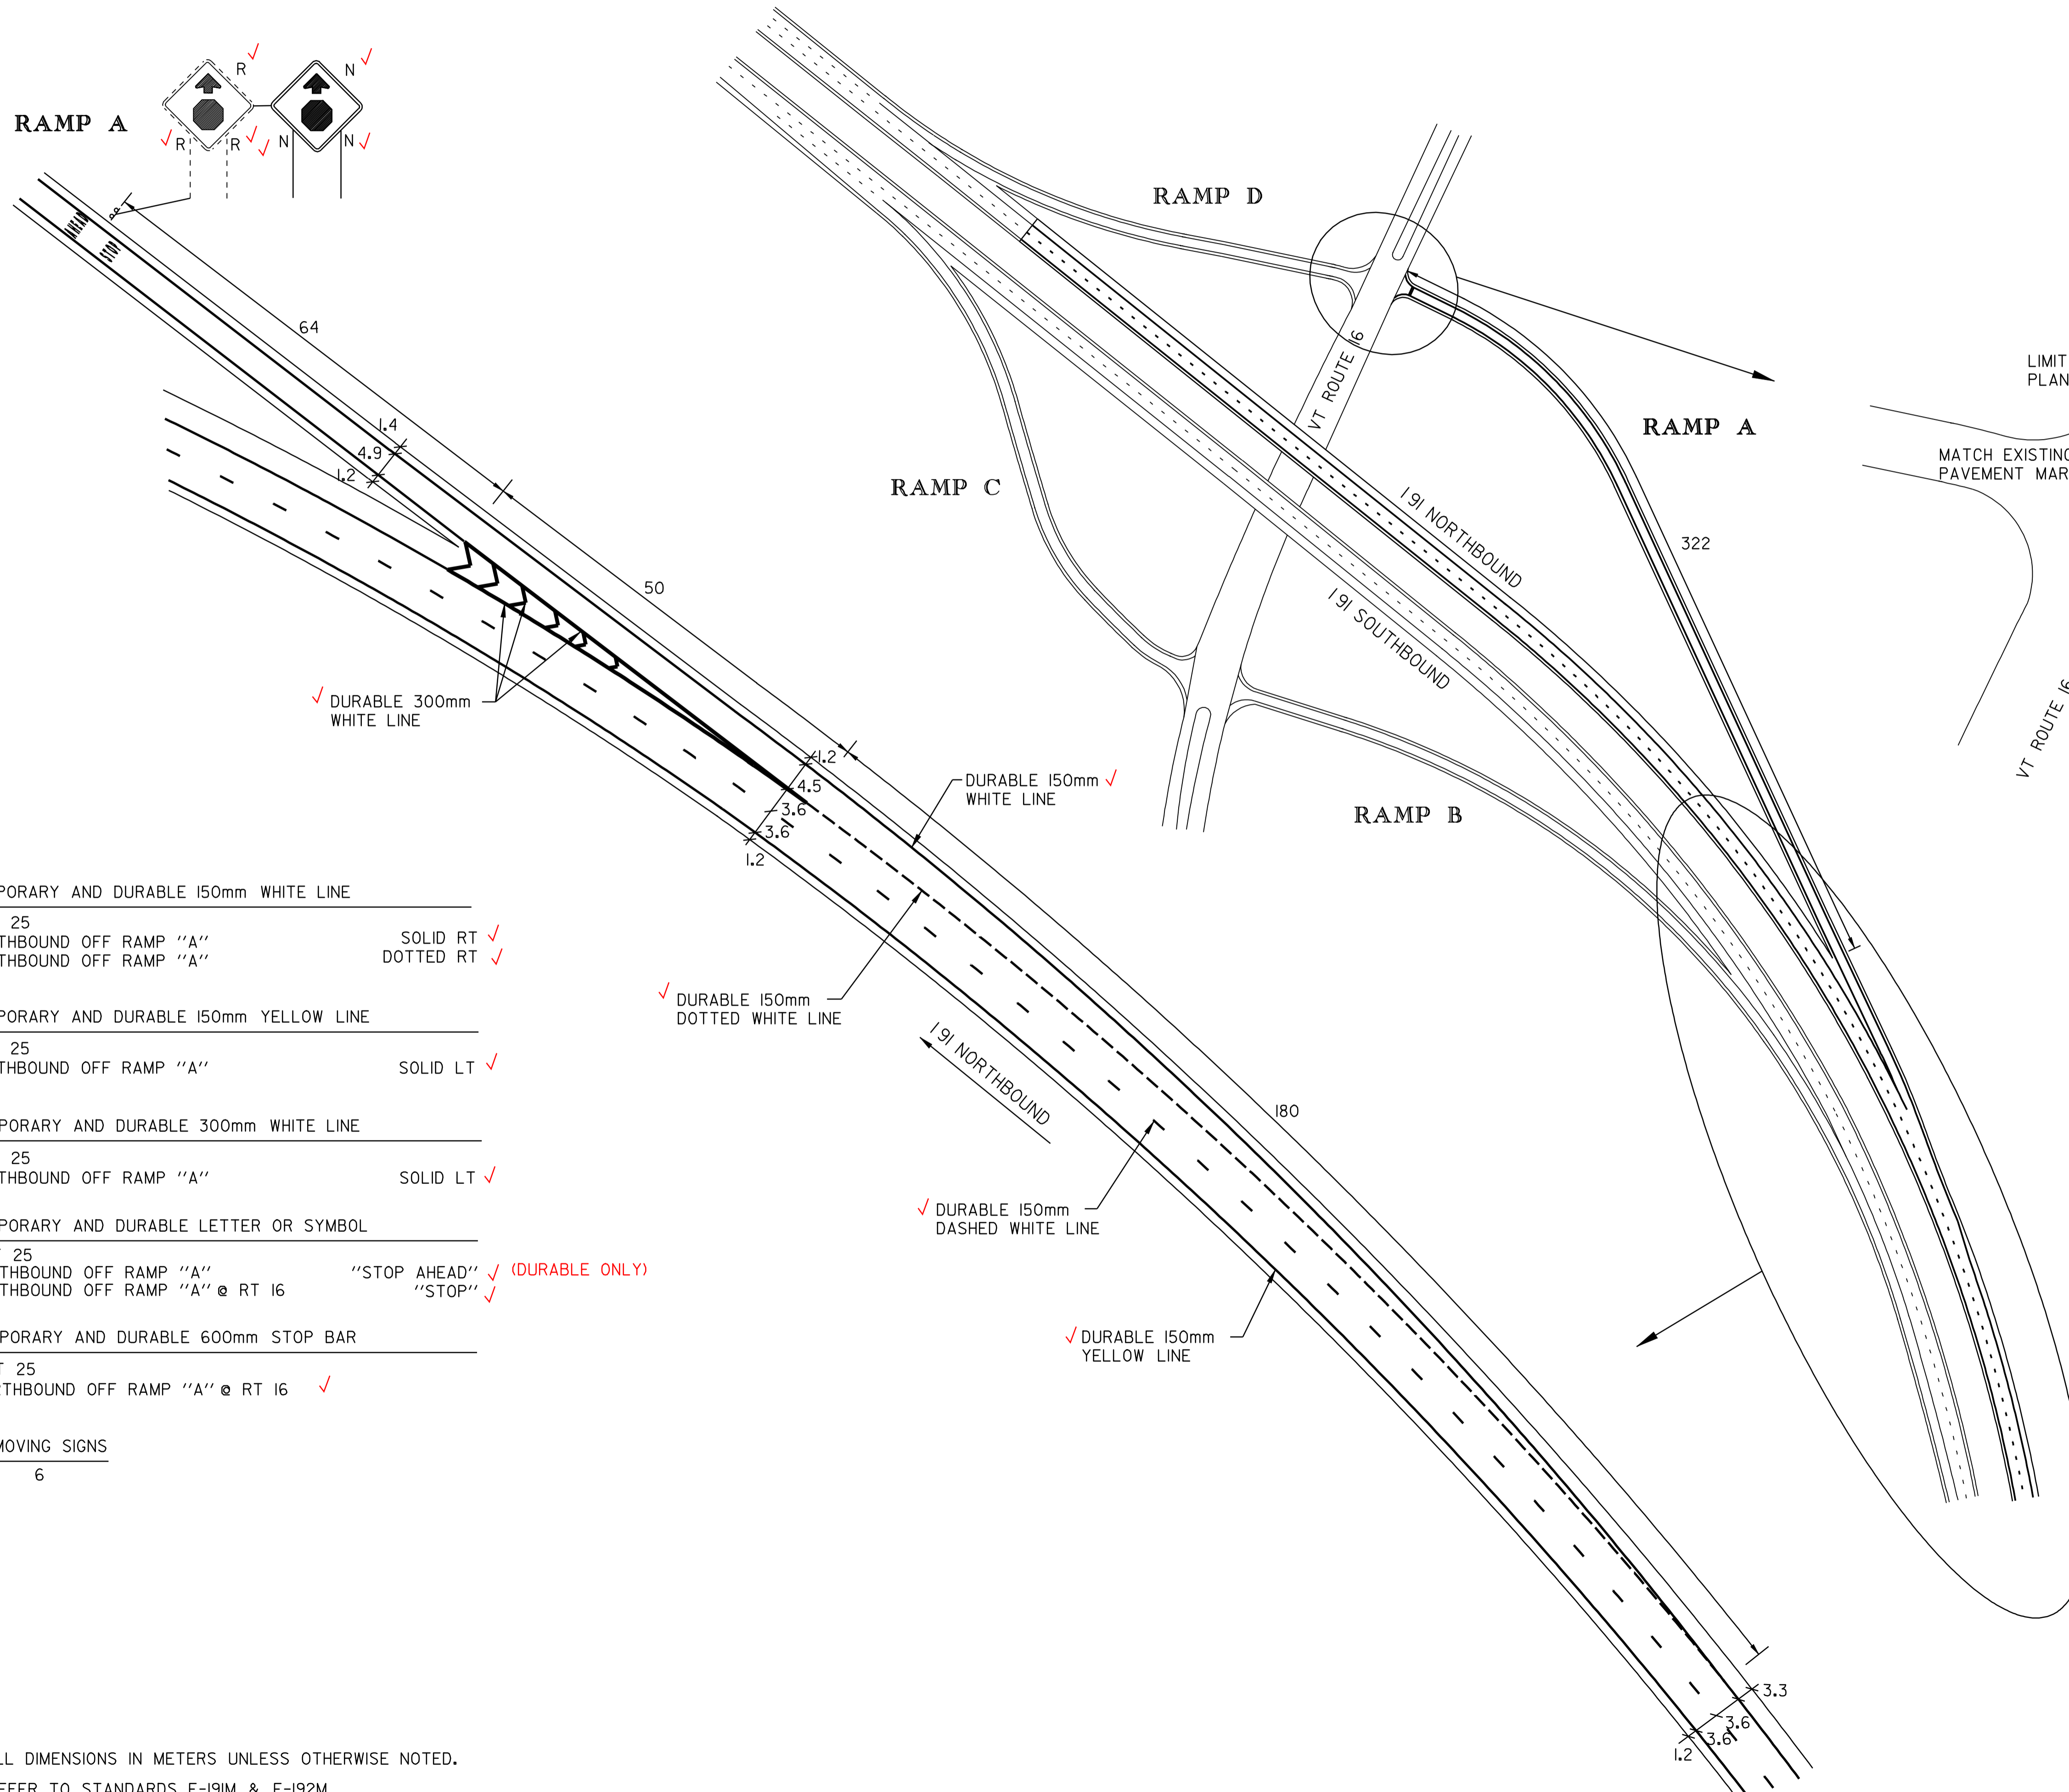 RAMP A
R
N
R
R
N
N
64
1.4
4.9
1.2
50
DURABLE 300mm
WHITE LINE
1.2
4.5
3.6
3.6
1.2
DURABLE 150mm
WHITE LINE
DURABLE 150mm
DOTTED WHITE LINE
I 91 NORTHBOUND
180
DURABLE 150mm
DASHED WHITE LINE
DURABLE 150mm
YELLOW LINE
3.3
3.6
3.6
1.2
RAMP D
RAMP C
RAMP A
RAMP B
VT ROUTE 16
I 91 NORTHBOUND
I 91 SOUTHBOUND
322
LIMIT
PLAN
MATCH EXISTING
PAVEMENT MAR
VT ROUTE 16
PORARY AND DURABLE 150mm WHITE LINE
25
THBOUND OFF RAMP "A" SOLID RT
THBOUND OFF RAMP "A" DOTTED RT
PORARY AND DURABLE 150mm YELLOW LINE
25
THBOUND OFF RAMP "A" SOLID LT
PORARY AND DURABLE 300mm WHITE LINE
25
THBOUND OFF RAMP "A" SOLID LT
PORARY AND DURABLE LETTER OR SYMBOL
25
THBOUND OFF RAMP "A" "STOP AHEAD" (DURABLE ONLY)
THBOUND OFF RAMP "A" @ RT 16 "STOP"
PORARY AND DURABLE 600mm STOP BAR
T 25
RTHBOUND OFF RAMP "A" @ RT 16
MOVING SIGNS
6
LL DIMENSIONS IN METERS UNLESS OTHERWISE NOTED.
EFER TO STANDARDS E-191M & E-192M